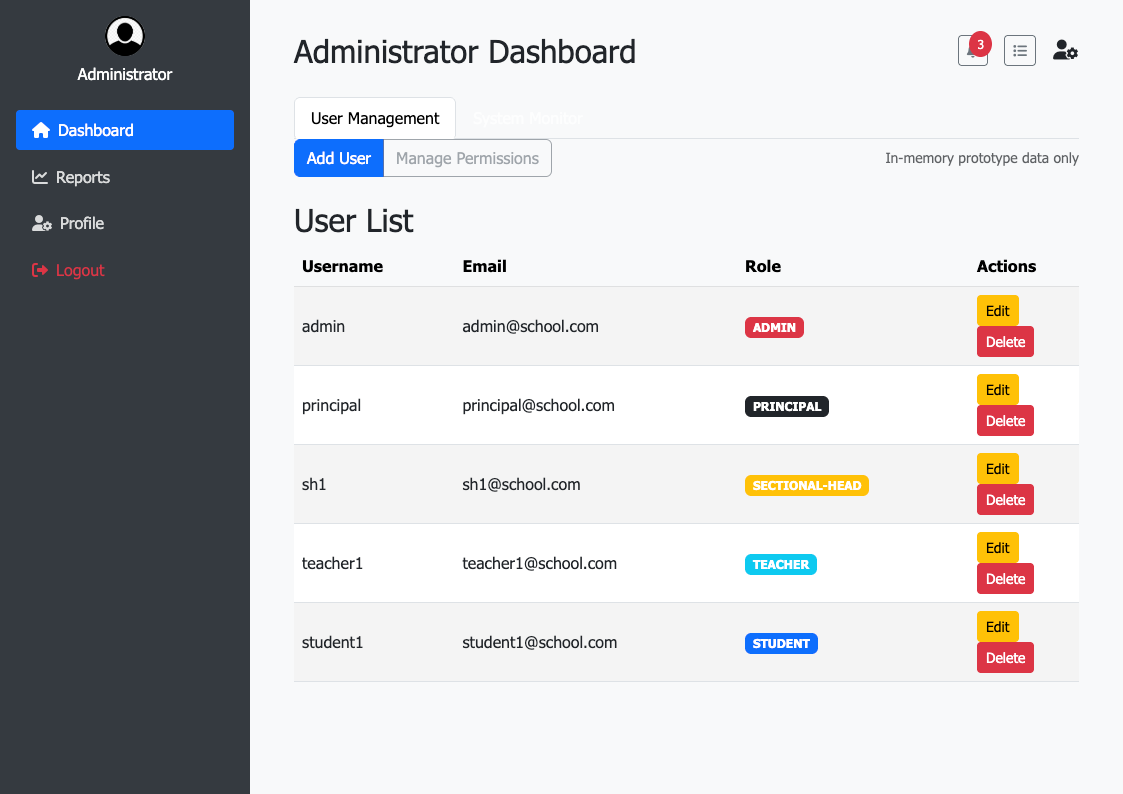 Administrator
Dashboard
Reports
Profile
Logout
Administrator Dashboard
3
User Management System Monitor
Add User Manage Permissions In-memory prototype data only
User List
Username Email Role Actions
admin admin@school.com ADMIN Edit
Delete
principal principal@school.com PRINCIPAL Edit
Delete
sh1 sh1@school.com SECTIONAL-HEAD Edit
Delete
teacher1 teacher1@school.com TEACHER Edit
Delete
student1 student1@school.com STUDENT Edit
Delete